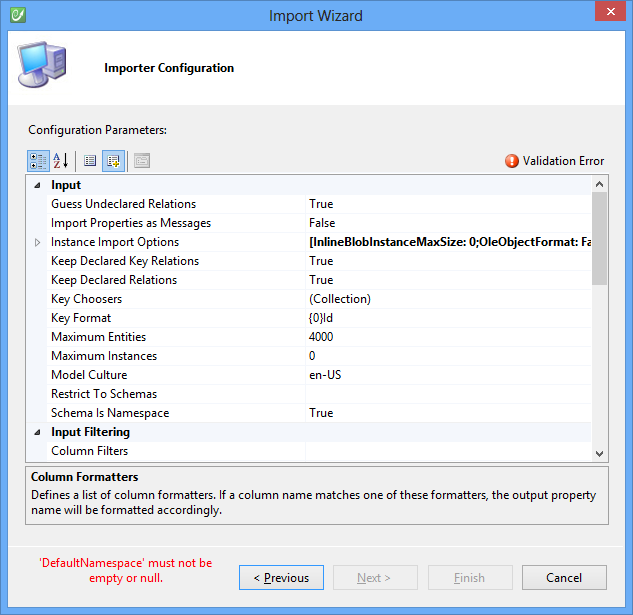 Import Wizard
Importer Configuration
Configuration Parameters:
Validation Error
Input
Guess Undeclared Relations True
Import Properties as Messages False
Instance Import Options [InlineBlobInstanceMaxSize: 0;OleObjectFormat: Fa
Keep Declared Key Relations True
Keep Declared Relations True
Key Choosers (Collection)
Key Format {0}Id
Maximum Entities 4000
Maximum Instances 0
Model Culture en-US
Restrict To Schemas
Schema Is Namespace True
Input Filtering
Column Filters
Column Formatters
Defines a list of column formatters. If a column name matches one of these formatters, the output property
name will be formatted accordingly.
'DefaultNamespace' must not be
empty or null.
< Previous Next > Finish Cancel